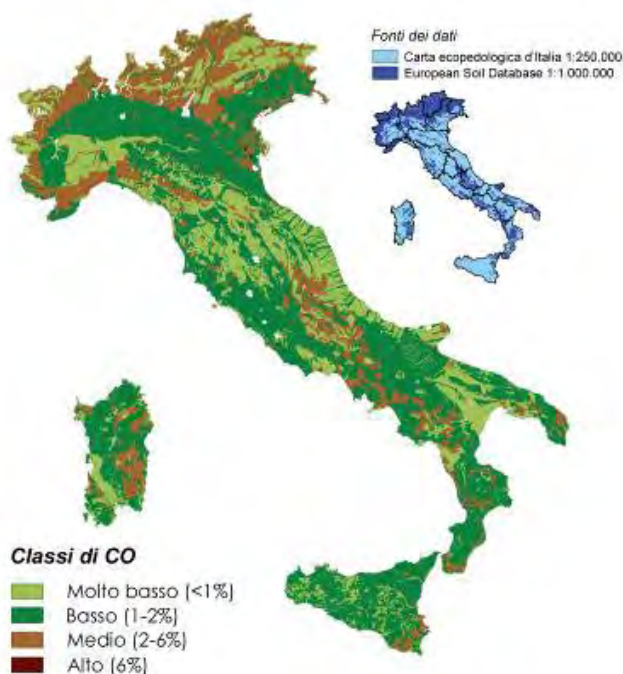 Fonti dei dati
Carta ecopedologica d'Italia 1:250.000
European Soil Database 1:1 000.000
Classi di CO
Molto basso (<1%)
Basso (1-2%)
Medio (2-6%)
Alto (6%)